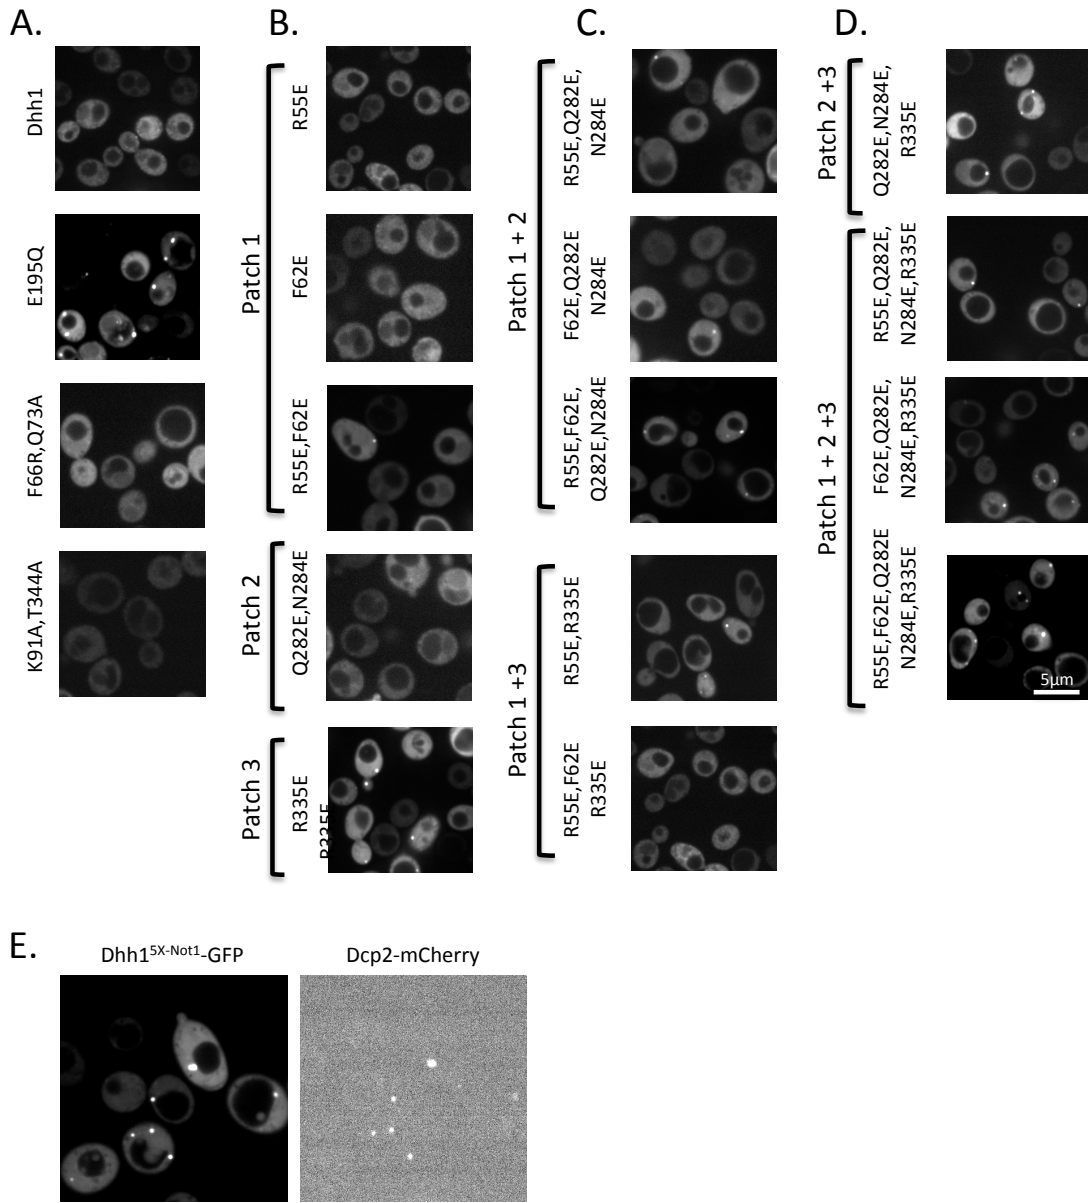 A.
Dhh1
E195Q
F66R,Q73A
K91A,T344A
B.
Patch 1
R55E
F62E
R55E,F62E
Patch 2
Q282E,N284E
Patch 3
R335E
R335E
C.
Patch 1 + 2
R55E,Q282E,
N284E
F62E,Q282E
N284E
R55E,F62E,
Q282E,N284E
Patch 1 +3
R55E,R335E
R55E,F62E
R335E
D.
Patch 2 +3
Q282E,N284E,
R335E
Patch 1 + 2 +3
R55E,Q282E,
N284E,R335E
F62E,Q282E,
N284E,R335E
R55E,F62E,Q282E
N284E,R335E
5μm
E.
Dhh15X-Not1-GFP
Dcp2-mCherry